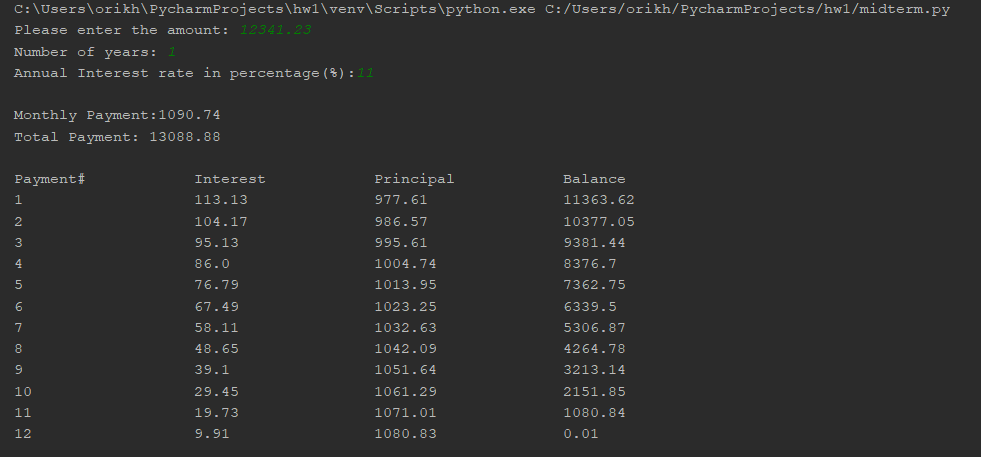 C:\Users\orikh\PycharmProjects\hw1\venv\Scripts\python.exe C:/Users/orikh/PycharmProjects/hw1/midterm.py
Please enter the amount: 12341.23
Number of years: 1
Annual Interest rate in percentage(%):11
Monthly Payment:1090.74
Total Payment: 13088.88
Payment# Interest Principal Balance
1 113.13 977.61 11363.62
2 104.17 986.57 10377.05
3 95.13 995.61 9381.44
4 86.0 1004.74 8376.7
5 76.79 1013.95 7362.75
6 67.49 1023.25 6339.5
7 58.11 1032.63 5306.87
8 48.65 1042.09 4264.78
9 39.1 1051.64 3213.14
10 29.45 1061.29 2151.85
11 19.73 1071.01 1080.84
12 9.91 1080.83 0.01